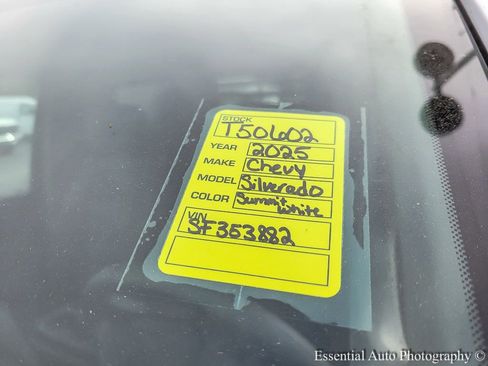 STOCK
T50602
YEAR 2025
MAKE Chevy
MODEL Silverado
COLOR Summit White
VIN
SF353882
Essential Auto Photography ©